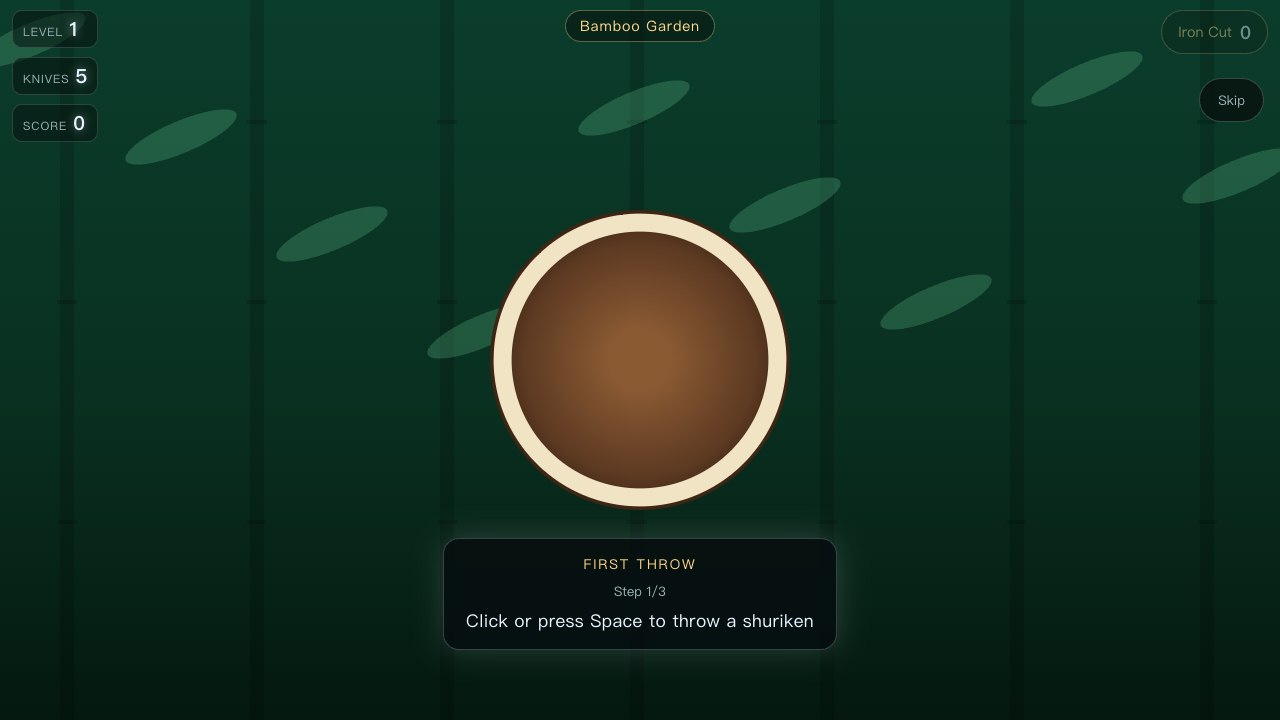 LEVEL 1
KNIVES 5
SCORE 0
Bamboo Garden
Iron Cut 0
Skip
FIRST THROW
Step 1/3
Click or press Space to throw a shuriken